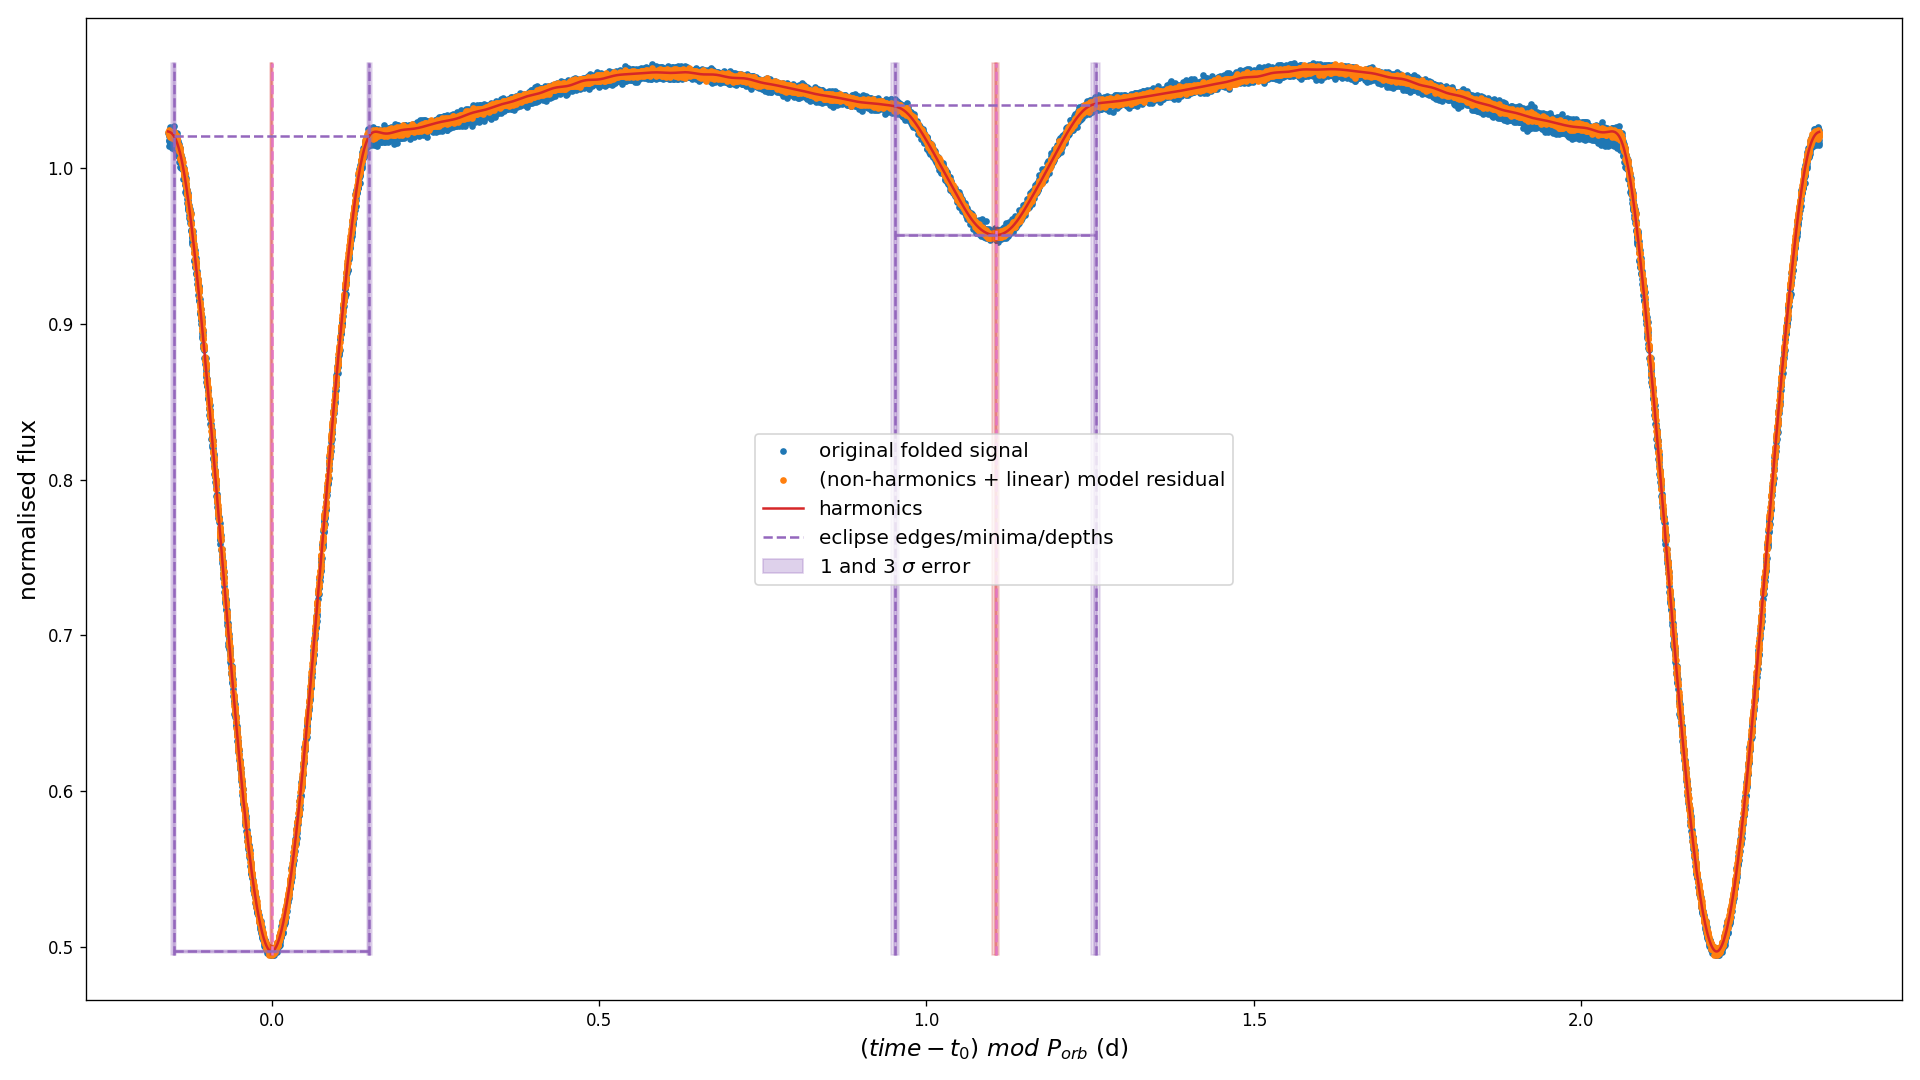 normalised flux
1.0
0.9
0.8
0.7
0.6
0.5
original folded signal
(non-harmonics + linear) model residual
harmonics
eclipse edges/minima/depths
1 and 3 σ error
0.0 0.5 1.0 1.5 2.0
(time − t₀) mod Pₒᵣb (d)